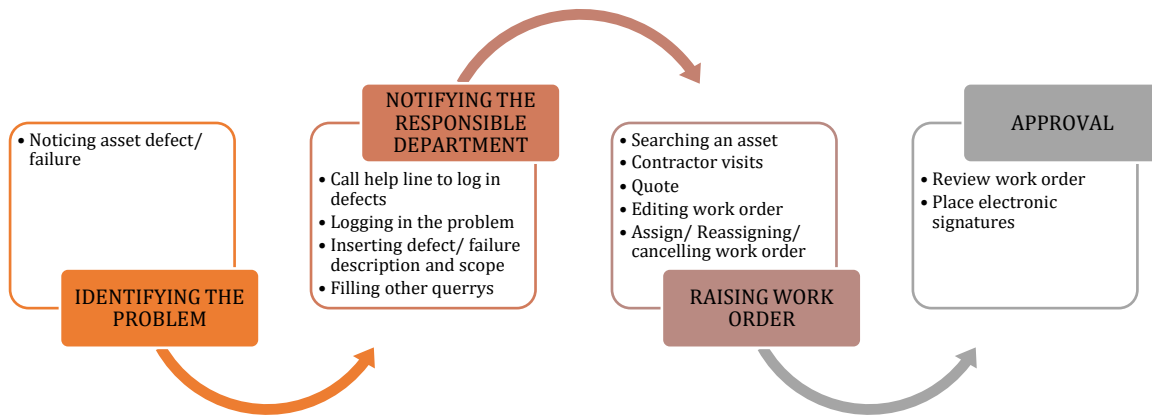 • Noticing asset defect/
failure
IDENTIFYING THE
PROBLEM
NOTIFYING THE
RESPONSIBLE
DEPARTMENT
• Call help line to log in
defects
• Logging in the problem
• Inserting defect/ failure
description and scope
• Filling other querrys
• Searching an asset
• Contractor visits
• Quote
• Editing work order
• Assign/ Reassigning/
cancelling work order
RAISING WORK
ORDER
APPROVAL
• Review work order
• Place electronic
signatures